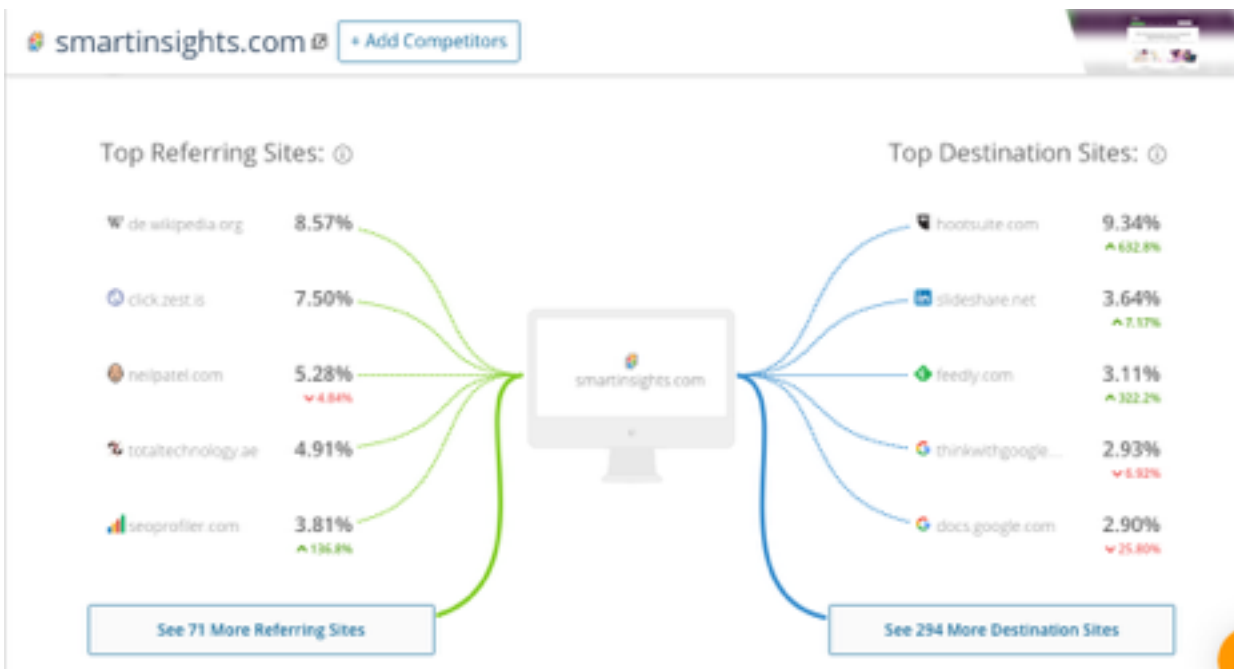 smartinsights.com
+ Add Competitors
Top Referring Sites:
de.wikipedia.org 8.57%
click.zest.is 7.50%
neilpatel.com 5.28%
4.84%
totaltechnology.ae 4.91%
seoprofiler.com 3.81%
136.8%
See 71 More Referring Sites
smartinsights.com
Top Destination Sites:
hootsuite.com 9.34%
632.8%
slideshare.net 3.64%
7.17%
feedly.com 3.11%
322.2%
thinkwithgoogle... 2.93%
6.92%
docs.google.com 2.90%
25.80%
See 294 More Destination Sites